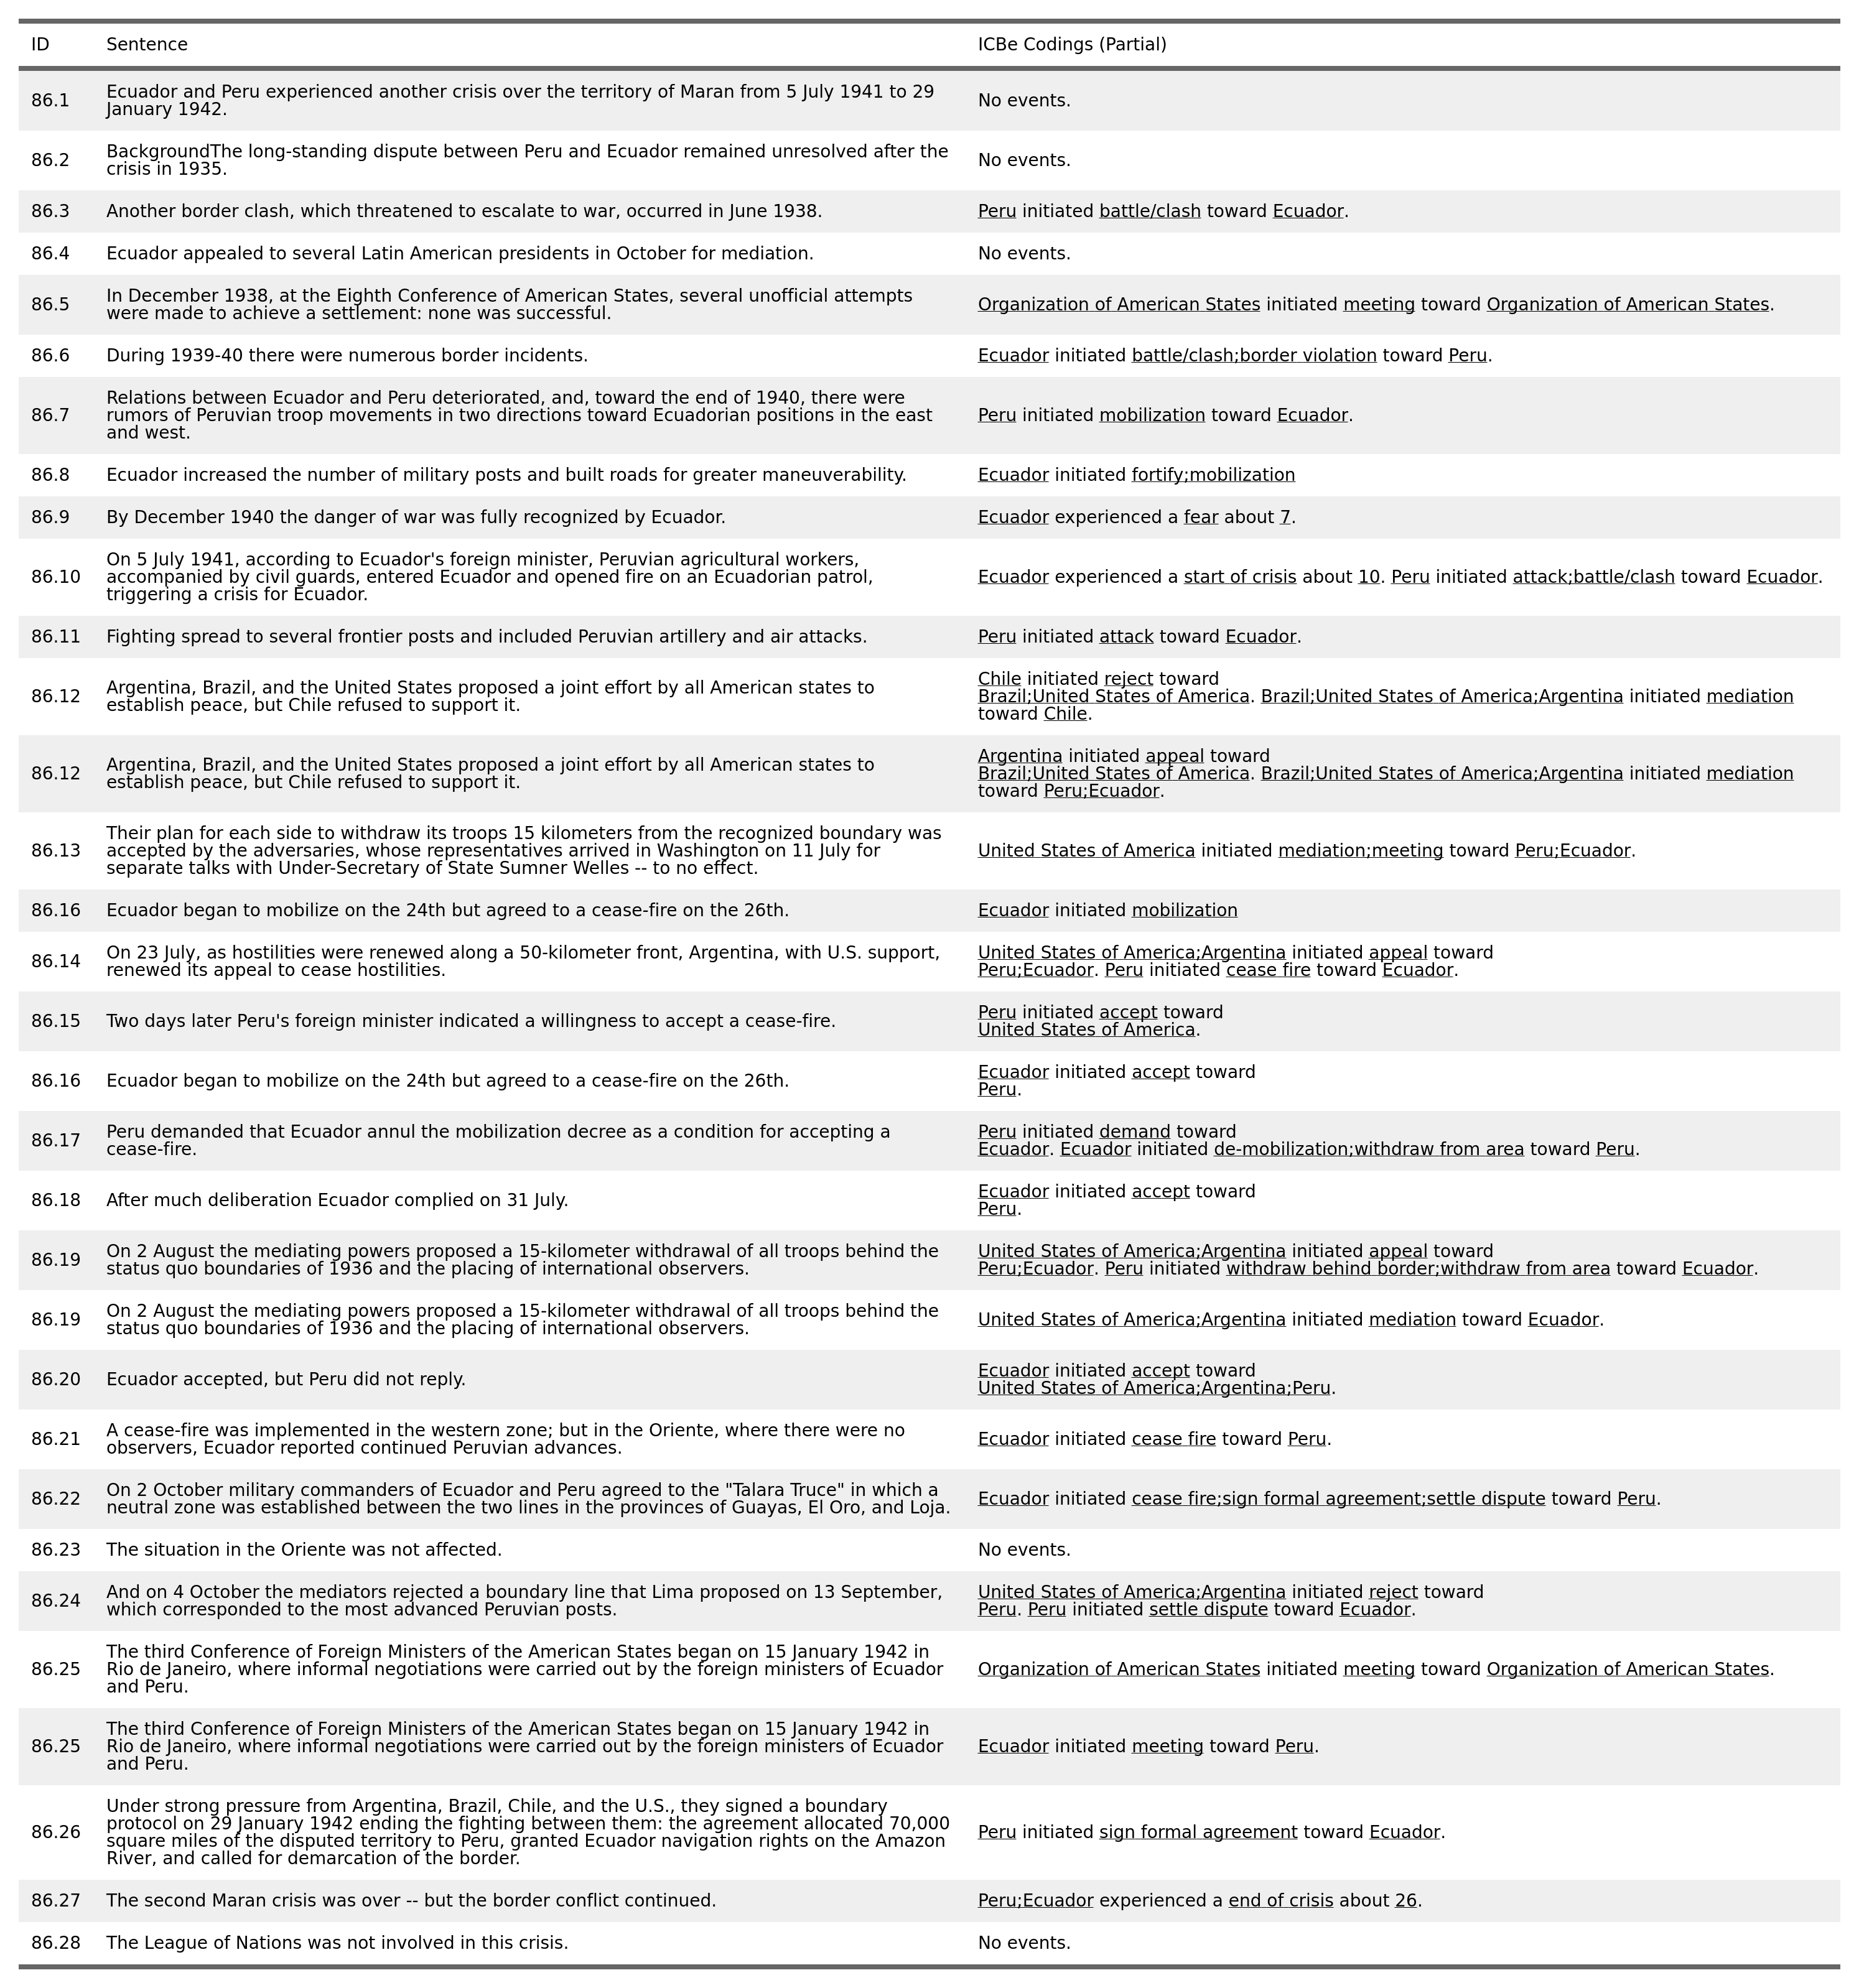 ID Sentence ICBe Codings (Partial)
86.1 Ecuador and Peru experienced another crisis over the territory of Maran from 5 July 1941 to 29
January 1942. No events.
86.2 BackgroundThe long-standing dispute between Peru and Ecuador remained unresolved after the
crisis in 1935. No events.
86.3 Another border clash, which threatened to escalate to war, occurred in June 1938. Peru initiated battle/clash toward Ecuador.
86.4 Ecuador appealed to several Latin American presidents in October for mediation. No events.
86.5 In December 1938, at the Eighth Conference of American States, several unofficial attempts
were made to achieve a settlement: none was successful. Organization of American States initiated meeting toward Organization of American States.
86.6 During 1939-40 there were numerous border incidents. Ecuador initiated battle/clash;border violation toward Peru.
86.7 Relations between Ecuador and Peru deteriorated, and, toward the end of 1940, there were
rumors of Peruvian troop movements in two directions toward Ecuadorian positions in the east
and west. Peru initiated mobilization toward Ecuador.
86.8 Ecuador increased the number of military posts and built roads for greater maneuverability. Ecuador initiated fortify;mobilization
86.9 By December 1940 the danger of war was fully recognized by Ecuador. Ecuador experienced a fear about 7.
86.10 On 5 July 1941, according to Ecuador's foreign minister, Peruvian agricultural workers,
accompanied by civil guards, entered Ecuador and opened fire on an Ecuadorian patrol,
triggering a crisis for Ecuador. Ecuador experienced a start of crisis about 10. Peru initiated attack;battle/clash toward Ecuador.
86.11 Fighting spread to several frontier posts and included Peruvian artillery and air attacks. Peru initiated attack toward Ecuador.
86.12 Argentina, Brazil, and the United States proposed a joint effort by all American states to
establish peace, but Chile refused to support it.
Chile initiated reject toward
Brazil;United States of America. Brazil;United States of America;Argentina initiated mediation
toward Chile.
86.12 Argentina, Brazil, and the United States proposed a joint effort by all American states to
establish peace, but Chile refused to support it.
Argentina initiated appeal toward
Brazil;United States of America. Brazil;United States of America;Argentina initiated mediation
toward Peru;Ecuador.
86.13 Their plan for each side to withdraw its troops 15 kilometers from the recognized boundary was
accepted by the adversaries, whose representatives arrived in Washington on 11 July for
separate talks with Under-Secretary of State Sumner Welles -- to no effect. United States of America initiated mediation;meeting toward Peru;Ecuador.
86.16 Ecuador began to mobilize on the 24th but agreed to a cease-fire on the 26th. Ecuador initiated mobilization
86.14 On 23 July, as hostilities were renewed along a 50-kilometer front, Argentina, with U.S. support,
renewed its appeal to cease hostilities.
United States of America;Argentina initiated appeal toward
Peru;Ecuador. Peru initiated cease fire toward Ecuador.
86.15 Two days later Peru's foreign minister indicated a willingness to accept a cease-fire.
Peru initiated accept toward
United States of America.
86.16 Ecuador began to mobilize on the 24th but agreed to a cease-fire on the 26th.
Ecuador initiated accept toward
Peru.
86.17 Peru demanded that Ecuador annul the mobilization decree as a condition for accepting a
cease-fire.
Peru initiated demand toward
Ecuador. Ecuador initiated de-mobilization;withdraw from area toward Peru.
86.18 After much deliberation Ecuador complied on 31 July.
Ecuador initiated accept toward
Peru.
86.19 On 2 August the mediating powers proposed a 15-kilometer withdrawal of all troops behind the
status quo boundaries of 1936 and the placing of international observers.
United States of America;Argentina initiated appeal toward
Peru;Ecuador. Peru initiated withdraw behind border;withdraw from area toward Ecuador.
86.19 On 2 August the mediating powers proposed a 15-kilometer withdrawal of all troops behind the
status quo boundaries of 1936 and the placing of international observers. United States of America;Argentina initiated mediation toward Ecuador.
86.20 Ecuador accepted, but Peru did not reply.
Ecuador initiated accept toward
United States of America;Argentina;Peru.
86.21 A cease-fire was implemented in the western zone; but in the Oriente, where there were no
observers, Ecuador reported continued Peruvian advances. Ecuador initiated cease fire toward Peru.
86.22 On 2 October military commanders of Ecuador and Peru agreed to the "Talara Truce" in which a
neutral zone was established between the two lines in the provinces of Guayas, El Oro, and Loja. Ecuador initiated cease fire;sign formal agreement;settle dispute toward Peru.
86.23 The situation in the Oriente was not affected. No events.
86.24 And on 4 October the mediators rejected a boundary line that Lima proposed on 13 September,
which corresponded to the most advanced Peruvian posts.
United States of America;Argentina initiated reject toward
Peru. Peru initiated settle dispute toward Ecuador.
86.25 The third Conference of Foreign Ministers of the American States began on 15 January 1942 in
Rio de Janeiro, where informal negotiations were carried out by the foreign ministers of Ecuador
and Peru. Organization of American States initiated meeting toward Organization of American States.
86.25 The third Conference of Foreign Ministers of the American States began on 15 January 1942 in
Rio de Janeiro, where informal negotiations were carried out by the foreign ministers of Ecuador
and Peru. Ecuador initiated meeting toward Peru.
86.26 Under strong pressure from Argentina, Brazil, Chile, and the U.S., they signed a boundary
protocol on 29 January 1942 ending the fighting between them: the agreement allocated 70,000
square miles of the disputed territory to Peru, granted Ecuador navigation rights on the Amazon
River, and called for demarcation of the border. Peru initiated sign formal agreement toward Ecuador.
86.27 The second Maran crisis was over -- but the border conflict continued. Peru;Ecuador experienced a end of crisis about 26.
86.28 The League of Nations was not involved in this crisis. No events.